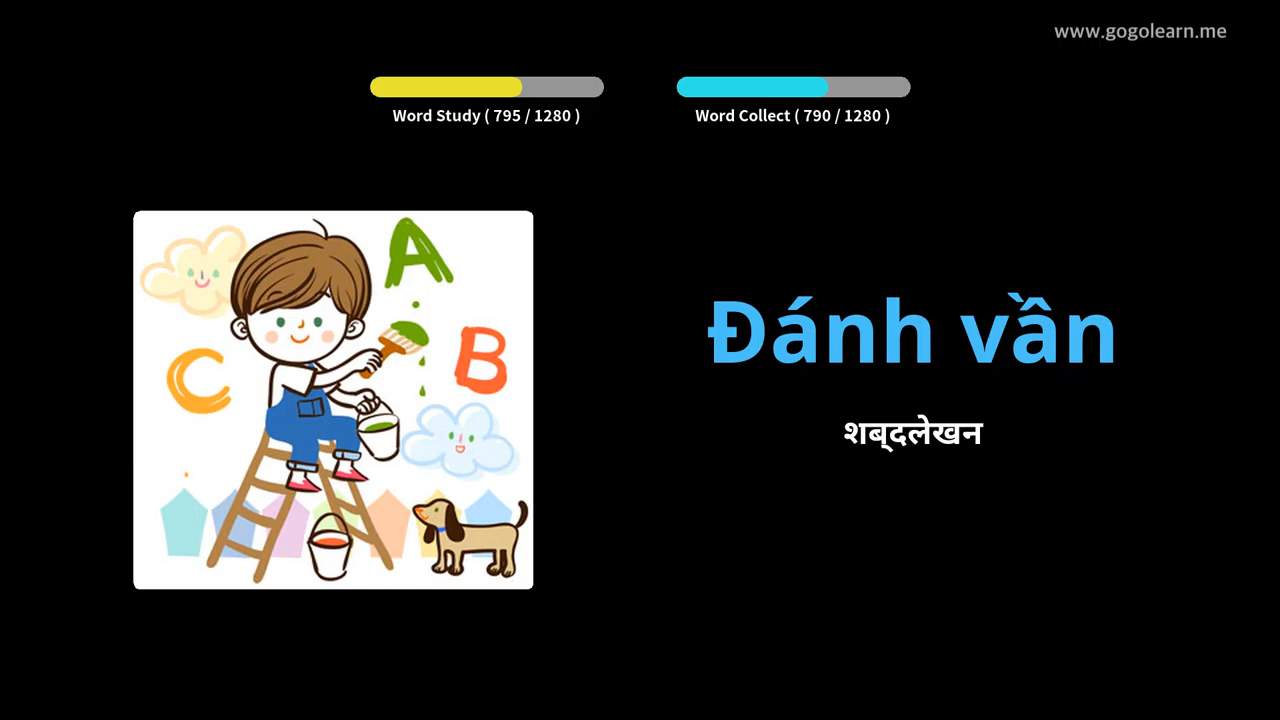 www.gogolearn.me
Word Study ( 795 / 1280 )
Word Collect ( 790 / 1280 )
A
B
C
Đánh vần
शब्दलेखन